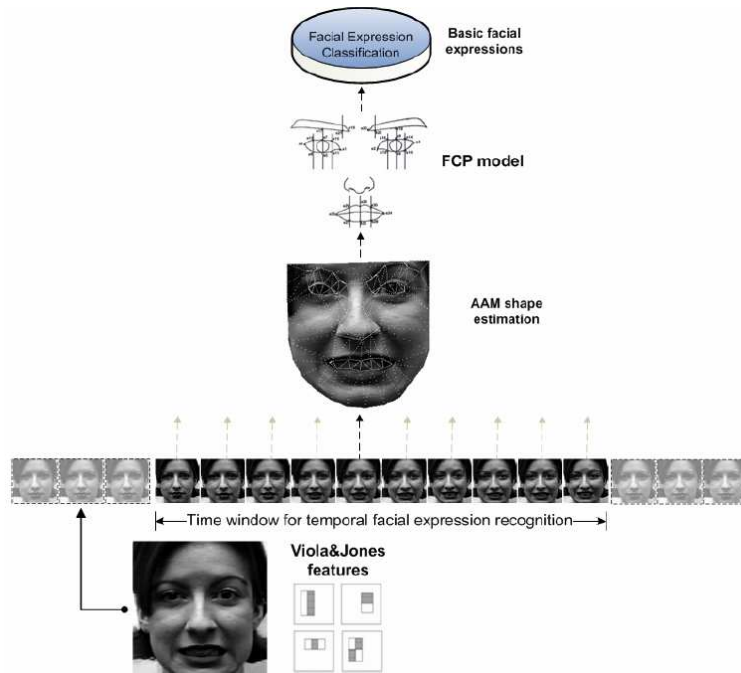 Facial Expression
Classification
Basic facial
expressions
FCP model
AAM shape
estimation
Time window for temporal facial expression recognition
Viola&Jones
features